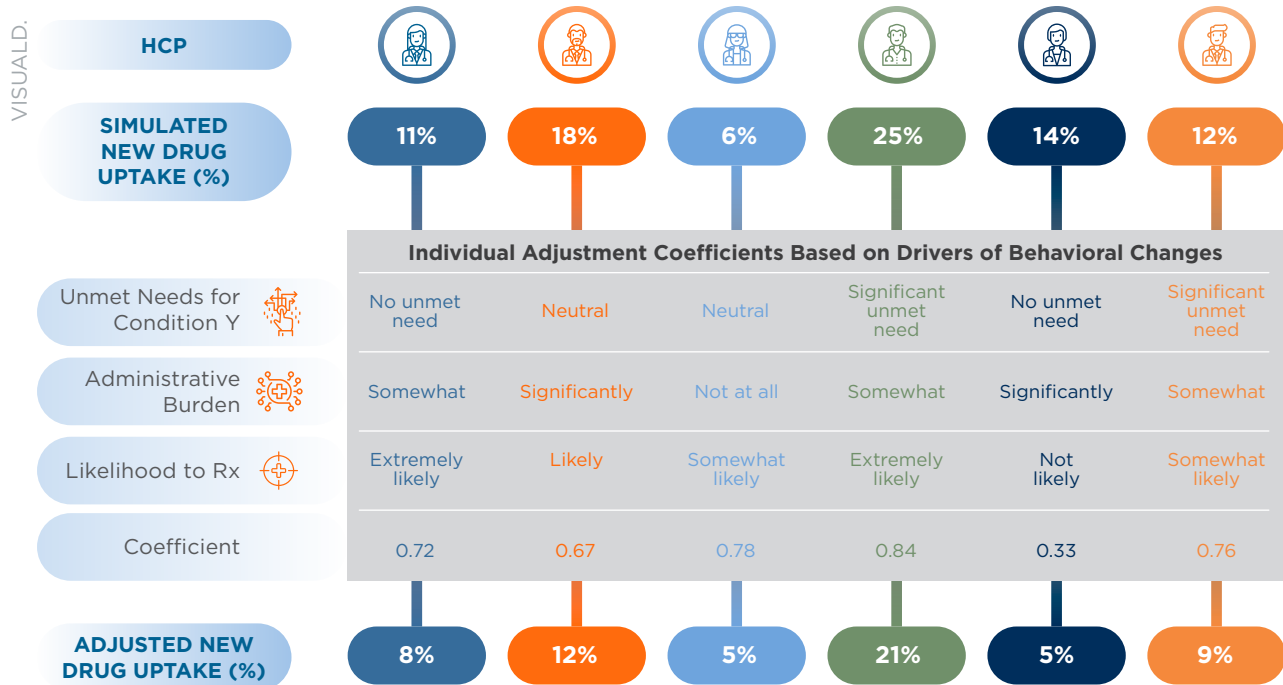 VISUALD.
HCP
SIMULATED
NEW DRUG
UPTAKE (%)
11% 18% 6% 25% 14% 12%
Individual Adjustment Coefficients Based on Drivers of Behavioral Changes
Unmet Needs for
Condition Y
No unmet
need
Neutral
Neutral
Significant
unmet
need
No unmet
need
Significant
unmet
need
Administrative
Burden
Somewhat Significantly Not at all Somewhat Significantly Somewhat
Likelihood to Rx
Extremely
likely
Likely
Somewhat
likely
Extremely
likely
Not
likely
Somewhat
likely
Coefficient 0.72 0.67 0.78 0.84 0.33 0.76
ADJUSTED NEW
DRUG UPTAKE (%)
8% 12% 5% 21% 5% 9%